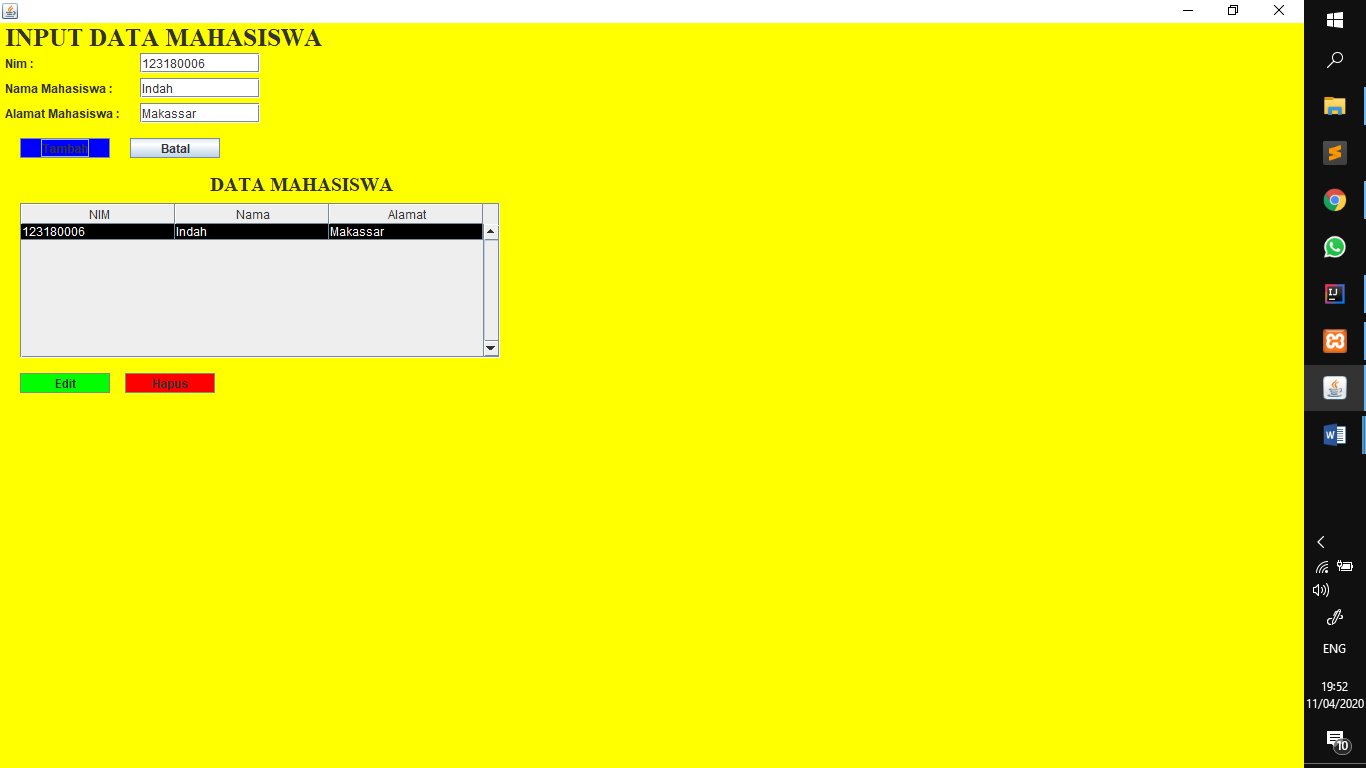 INPUT DATA MAHASISWA
Nim : 123180006
Nama Mahasiswa : Indah
Alamat Mahasiswa : Makassar
Tambah Batal
DATA MAHASISWA
NIM Nama Alamat
123180006 Indah Makassar
Edit Hapus
IJ
W
ENG
19:52
11/04/2020
10